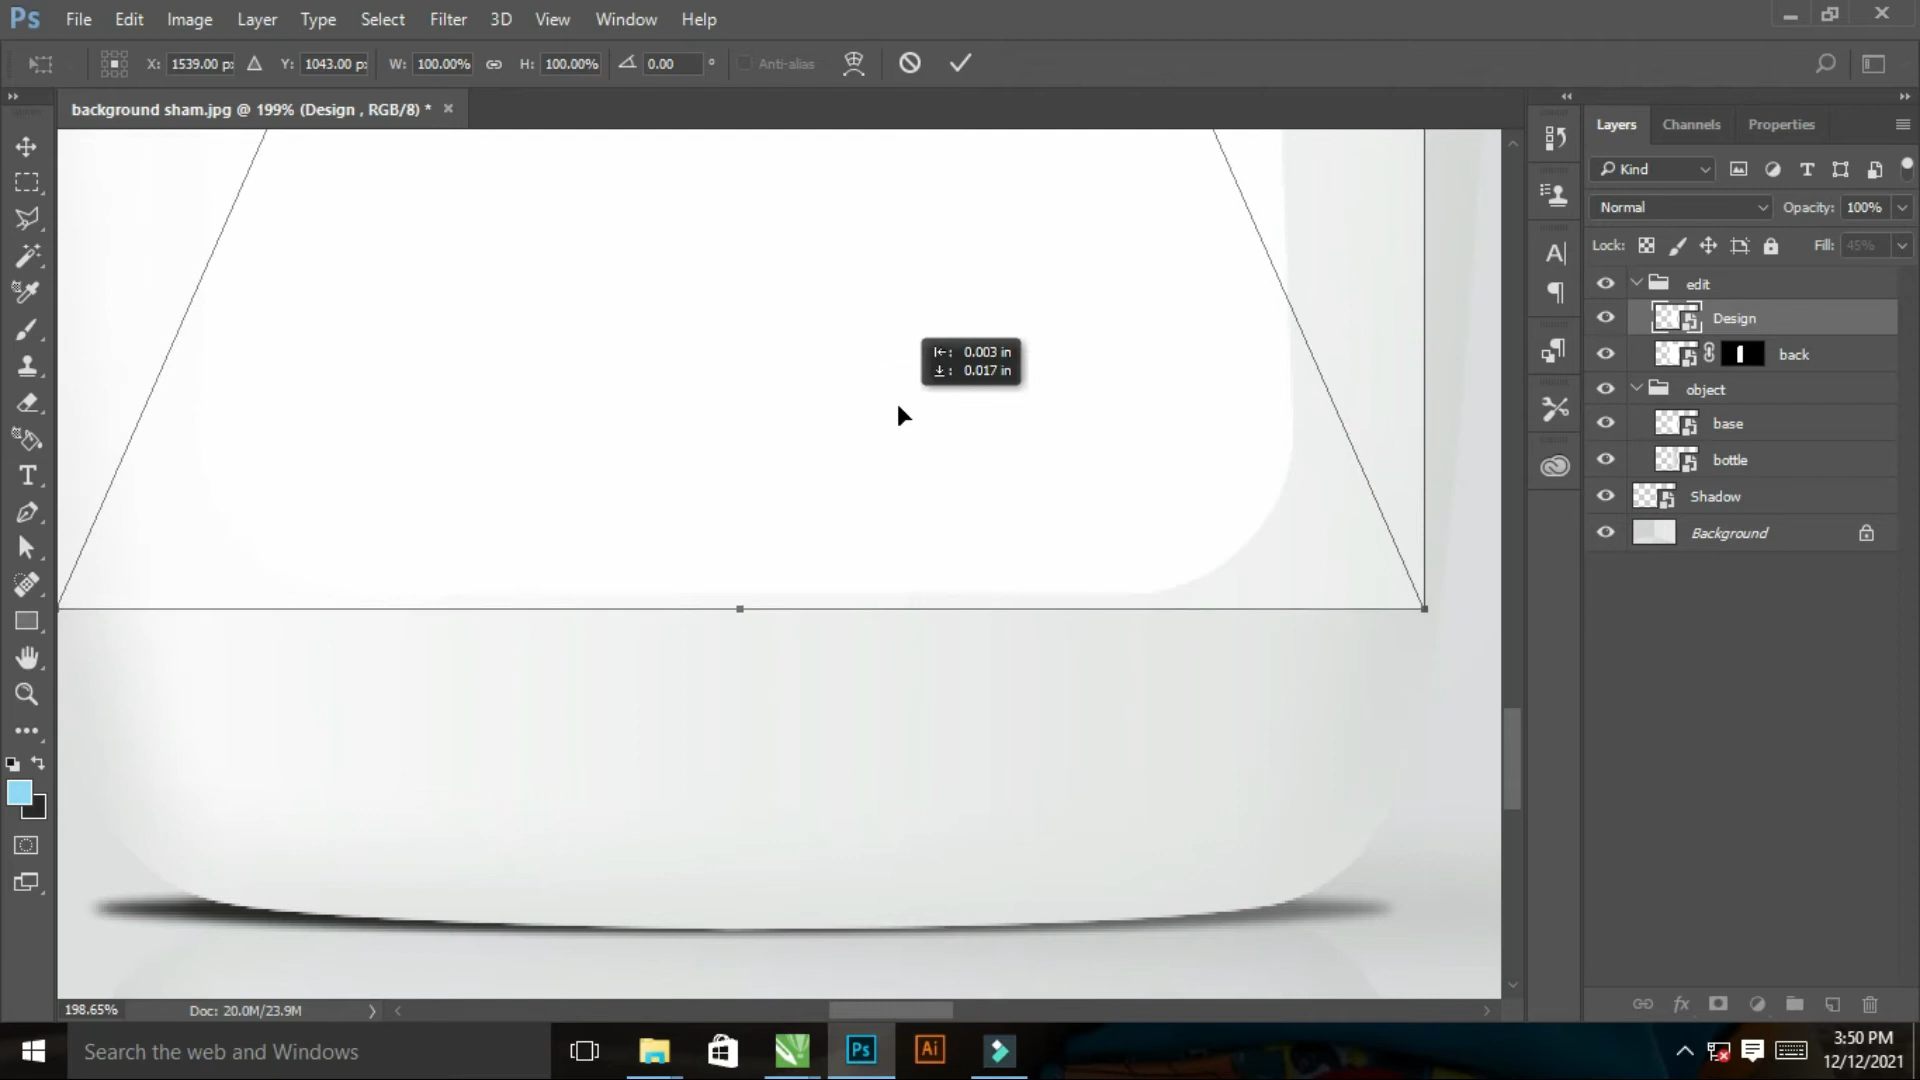 Ps File Edit Image Layer Type Select Filter 3D View Window Help
X: 1539.00 px Y: 1043.00 px W: 100.00% H: 100.00% 0.00 ° Anti-alias
background sham.jpg @ 199% (Design , RGB/8) * ×
Layers Channels Properties
Kind
Normal Opacity: 100%
Lock: Fill: 45%
edit
Design
back
object
base
bottle
Shadow
Background
0.003 in
0.017 in
198.65% Doc: 20.0M/23.9M
Search the web and Windows
Ps
Ai
3:50 PM
12/12/2021